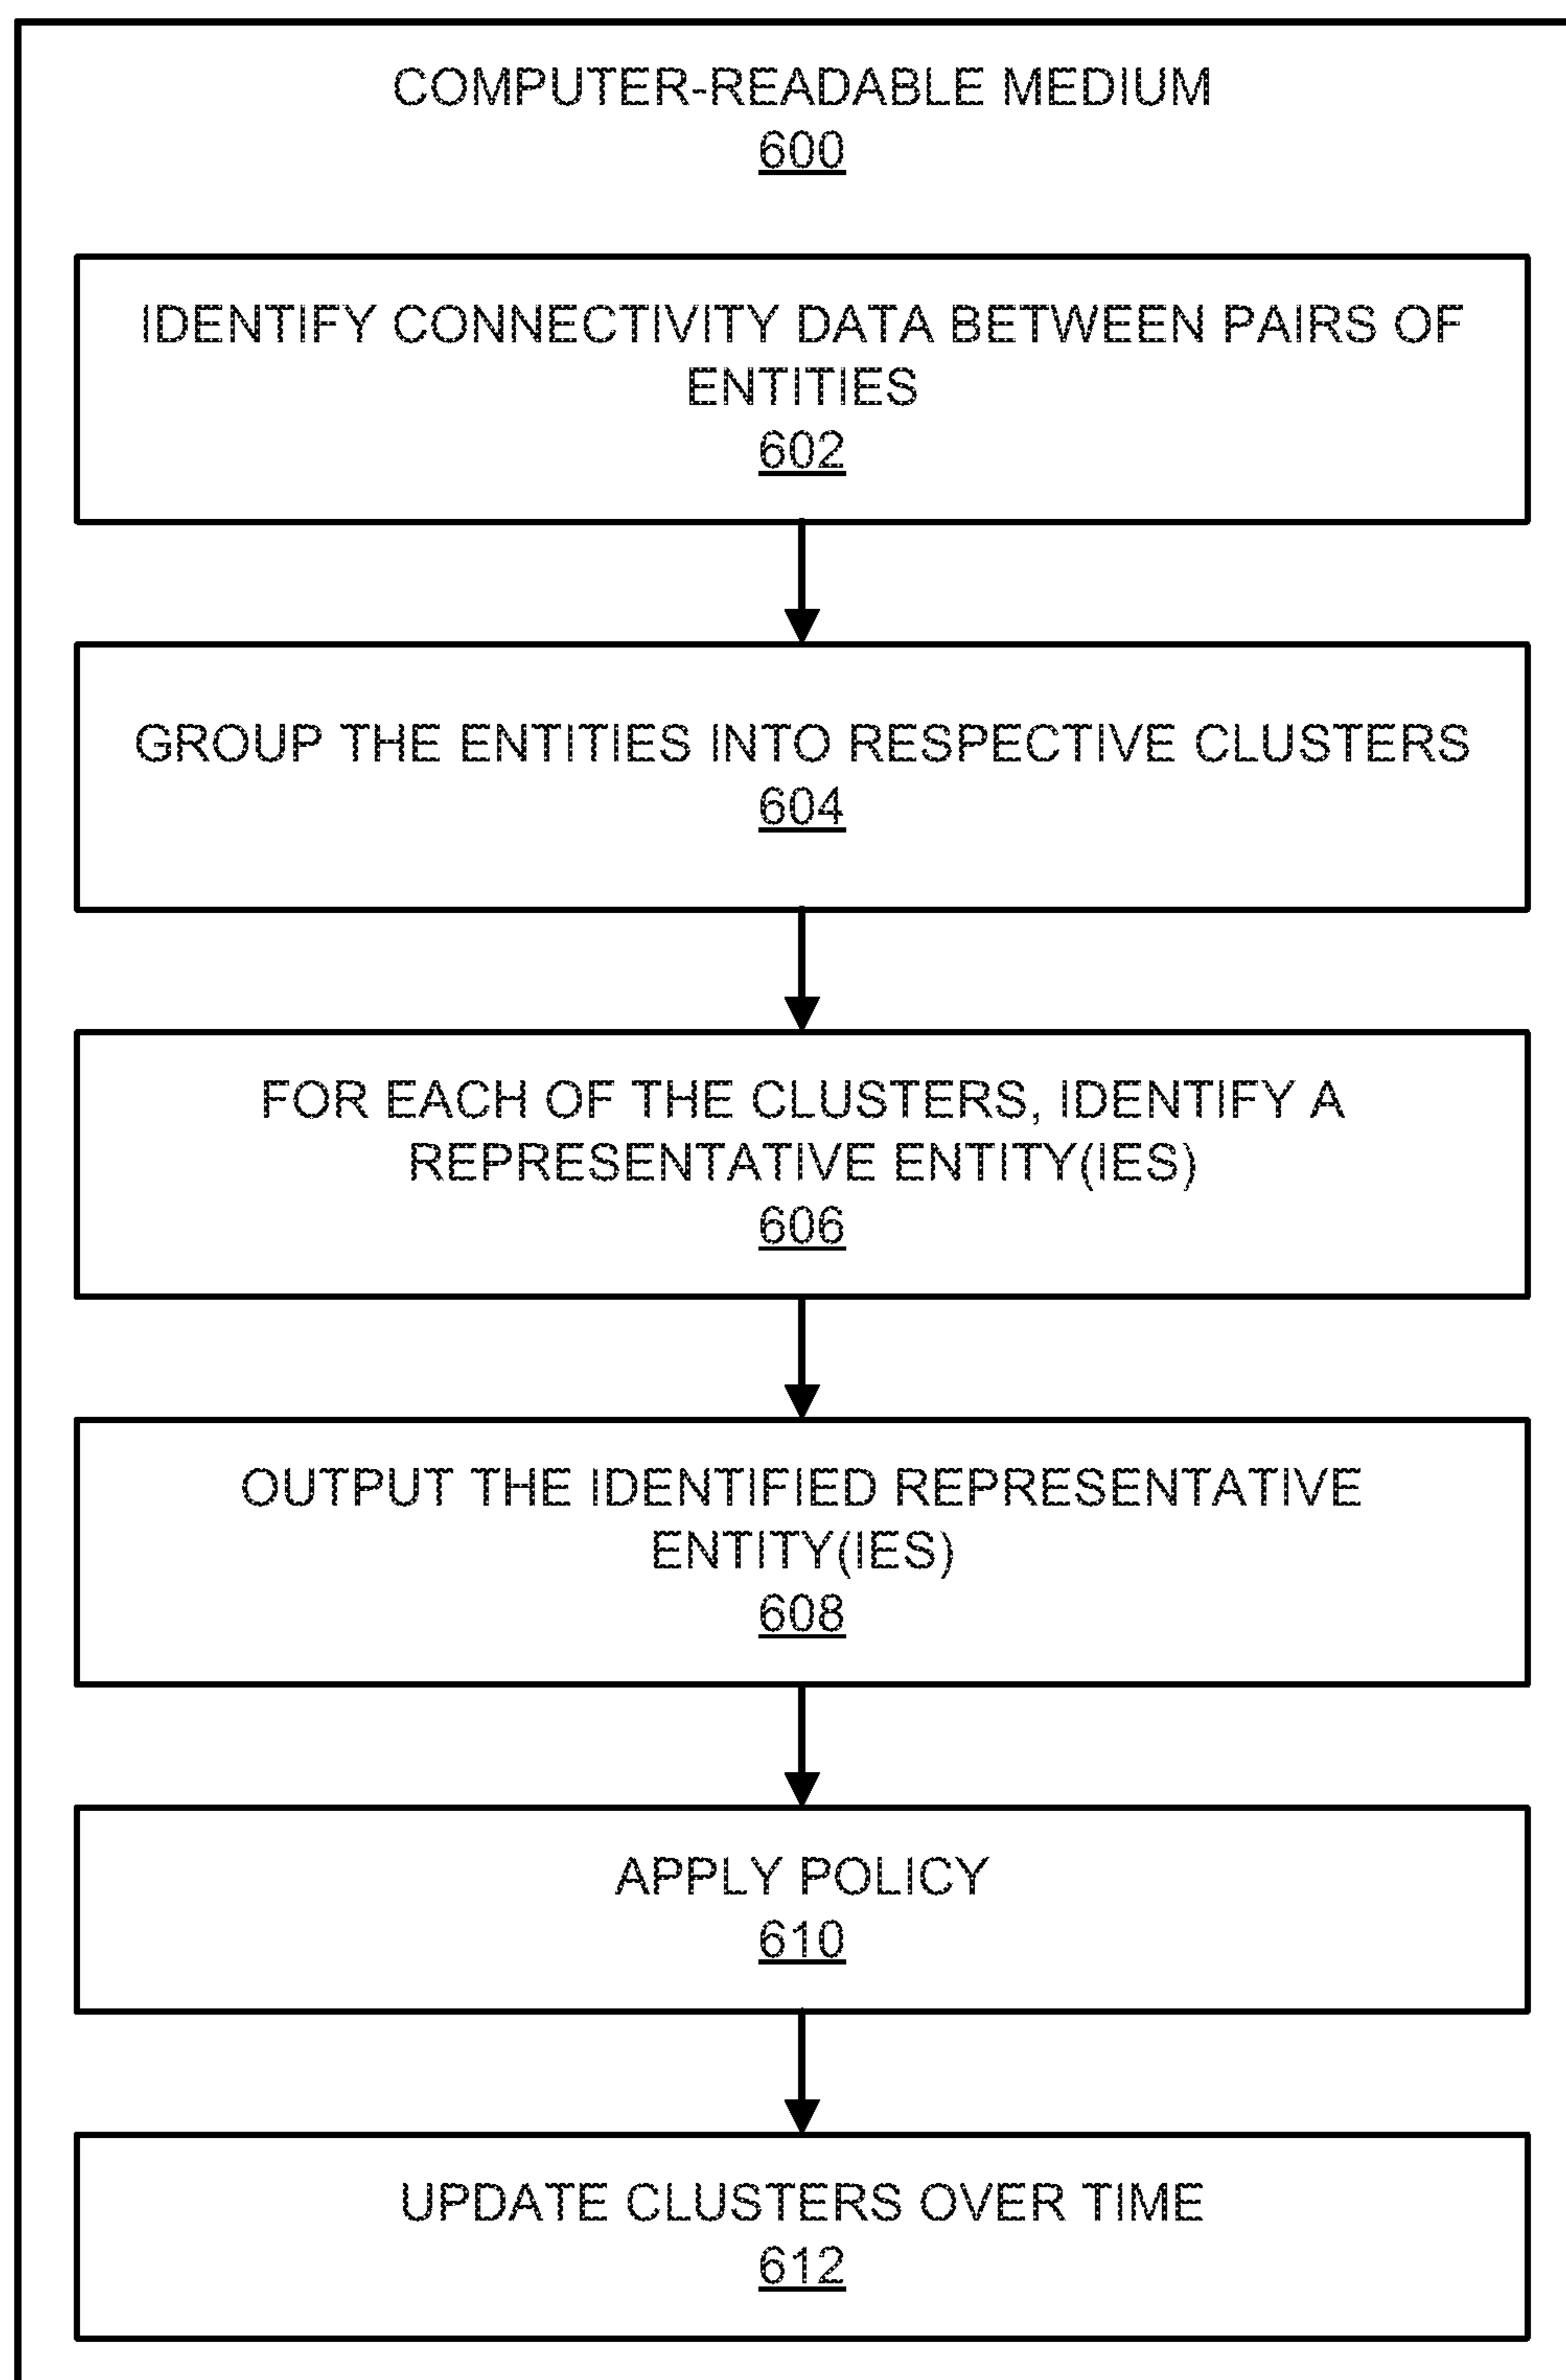 COMPUTER-READABLE MEDIUM
600
IDENTIFY CONNECTIVITY DATA BETWEEN PAIRS OF
ENTITIES
602
GROUP THE ENTITIES INTO RESPECTIVE CLUSTERS
604
FOR EACH OF THE CLUSTERS, IDENTIFY A
REPRESENTATIVE ENTITY(IES)
606
OUTPUT THE IDENTIFIED REPRESENTATIVE
ENTITY(IES)
608
APPLY POLICY
610
UPDATE CLUSTERS OVER TIME
612